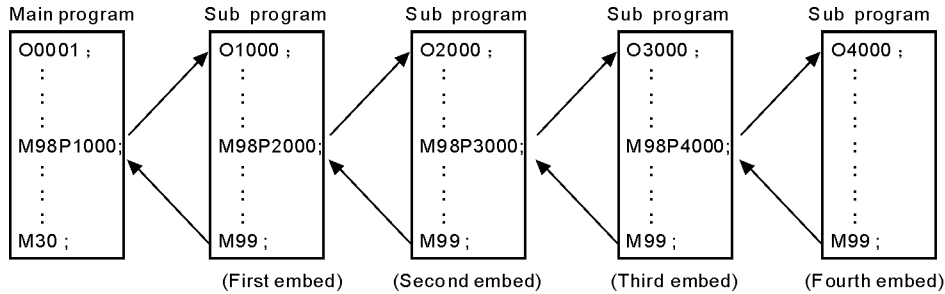 Main program
O0001 ;
:
:
M98P1000;
:
:
M30 ;
Sub program
O1000 ;
:
:
M98P2000;
:
:
M99 ;
(First embed)
Sub program
O2000 ;
:
:
M98P3000;
:
:
M99 ;
(Second embed)
Sub program
O3000 ;
:
:
M98P4000;
:
:
M99 ;
(Third embed)
Sub program
O4000 ;
:
:
:
:
M99 ;
(Fourth embed)